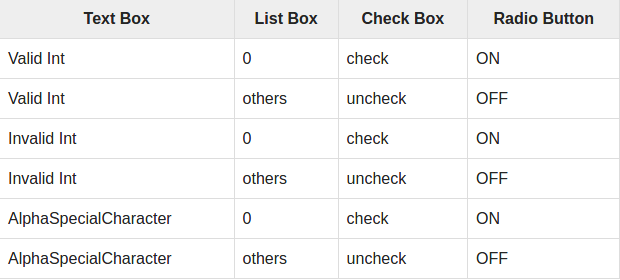 Text Box List Box Check Box Radio Button
Valid Int 0 check ON
Valid Int others uncheck OFF
Invalid Int 0 check ON
Invalid Int others uncheck OFF
AlphaSpecialCharacter 0 check ON
AlphaSpecialCharacter others uncheck OFF